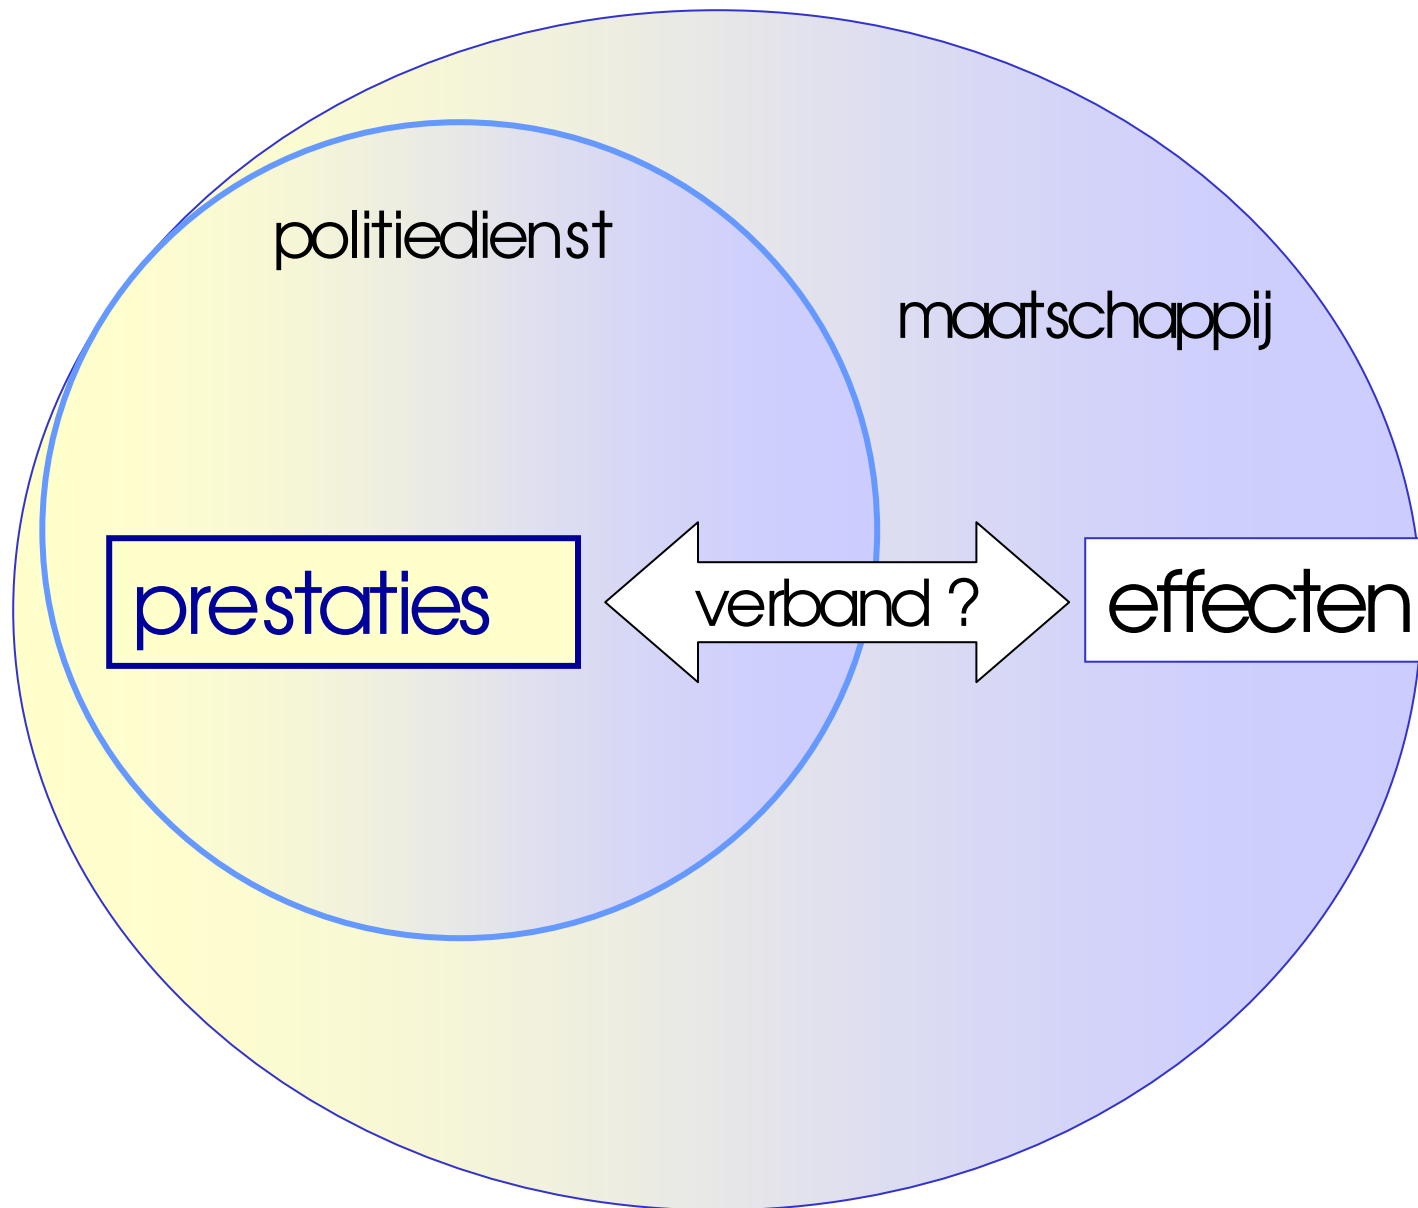 politiedienst
maatschappij
prestaties
verband ?
effecten